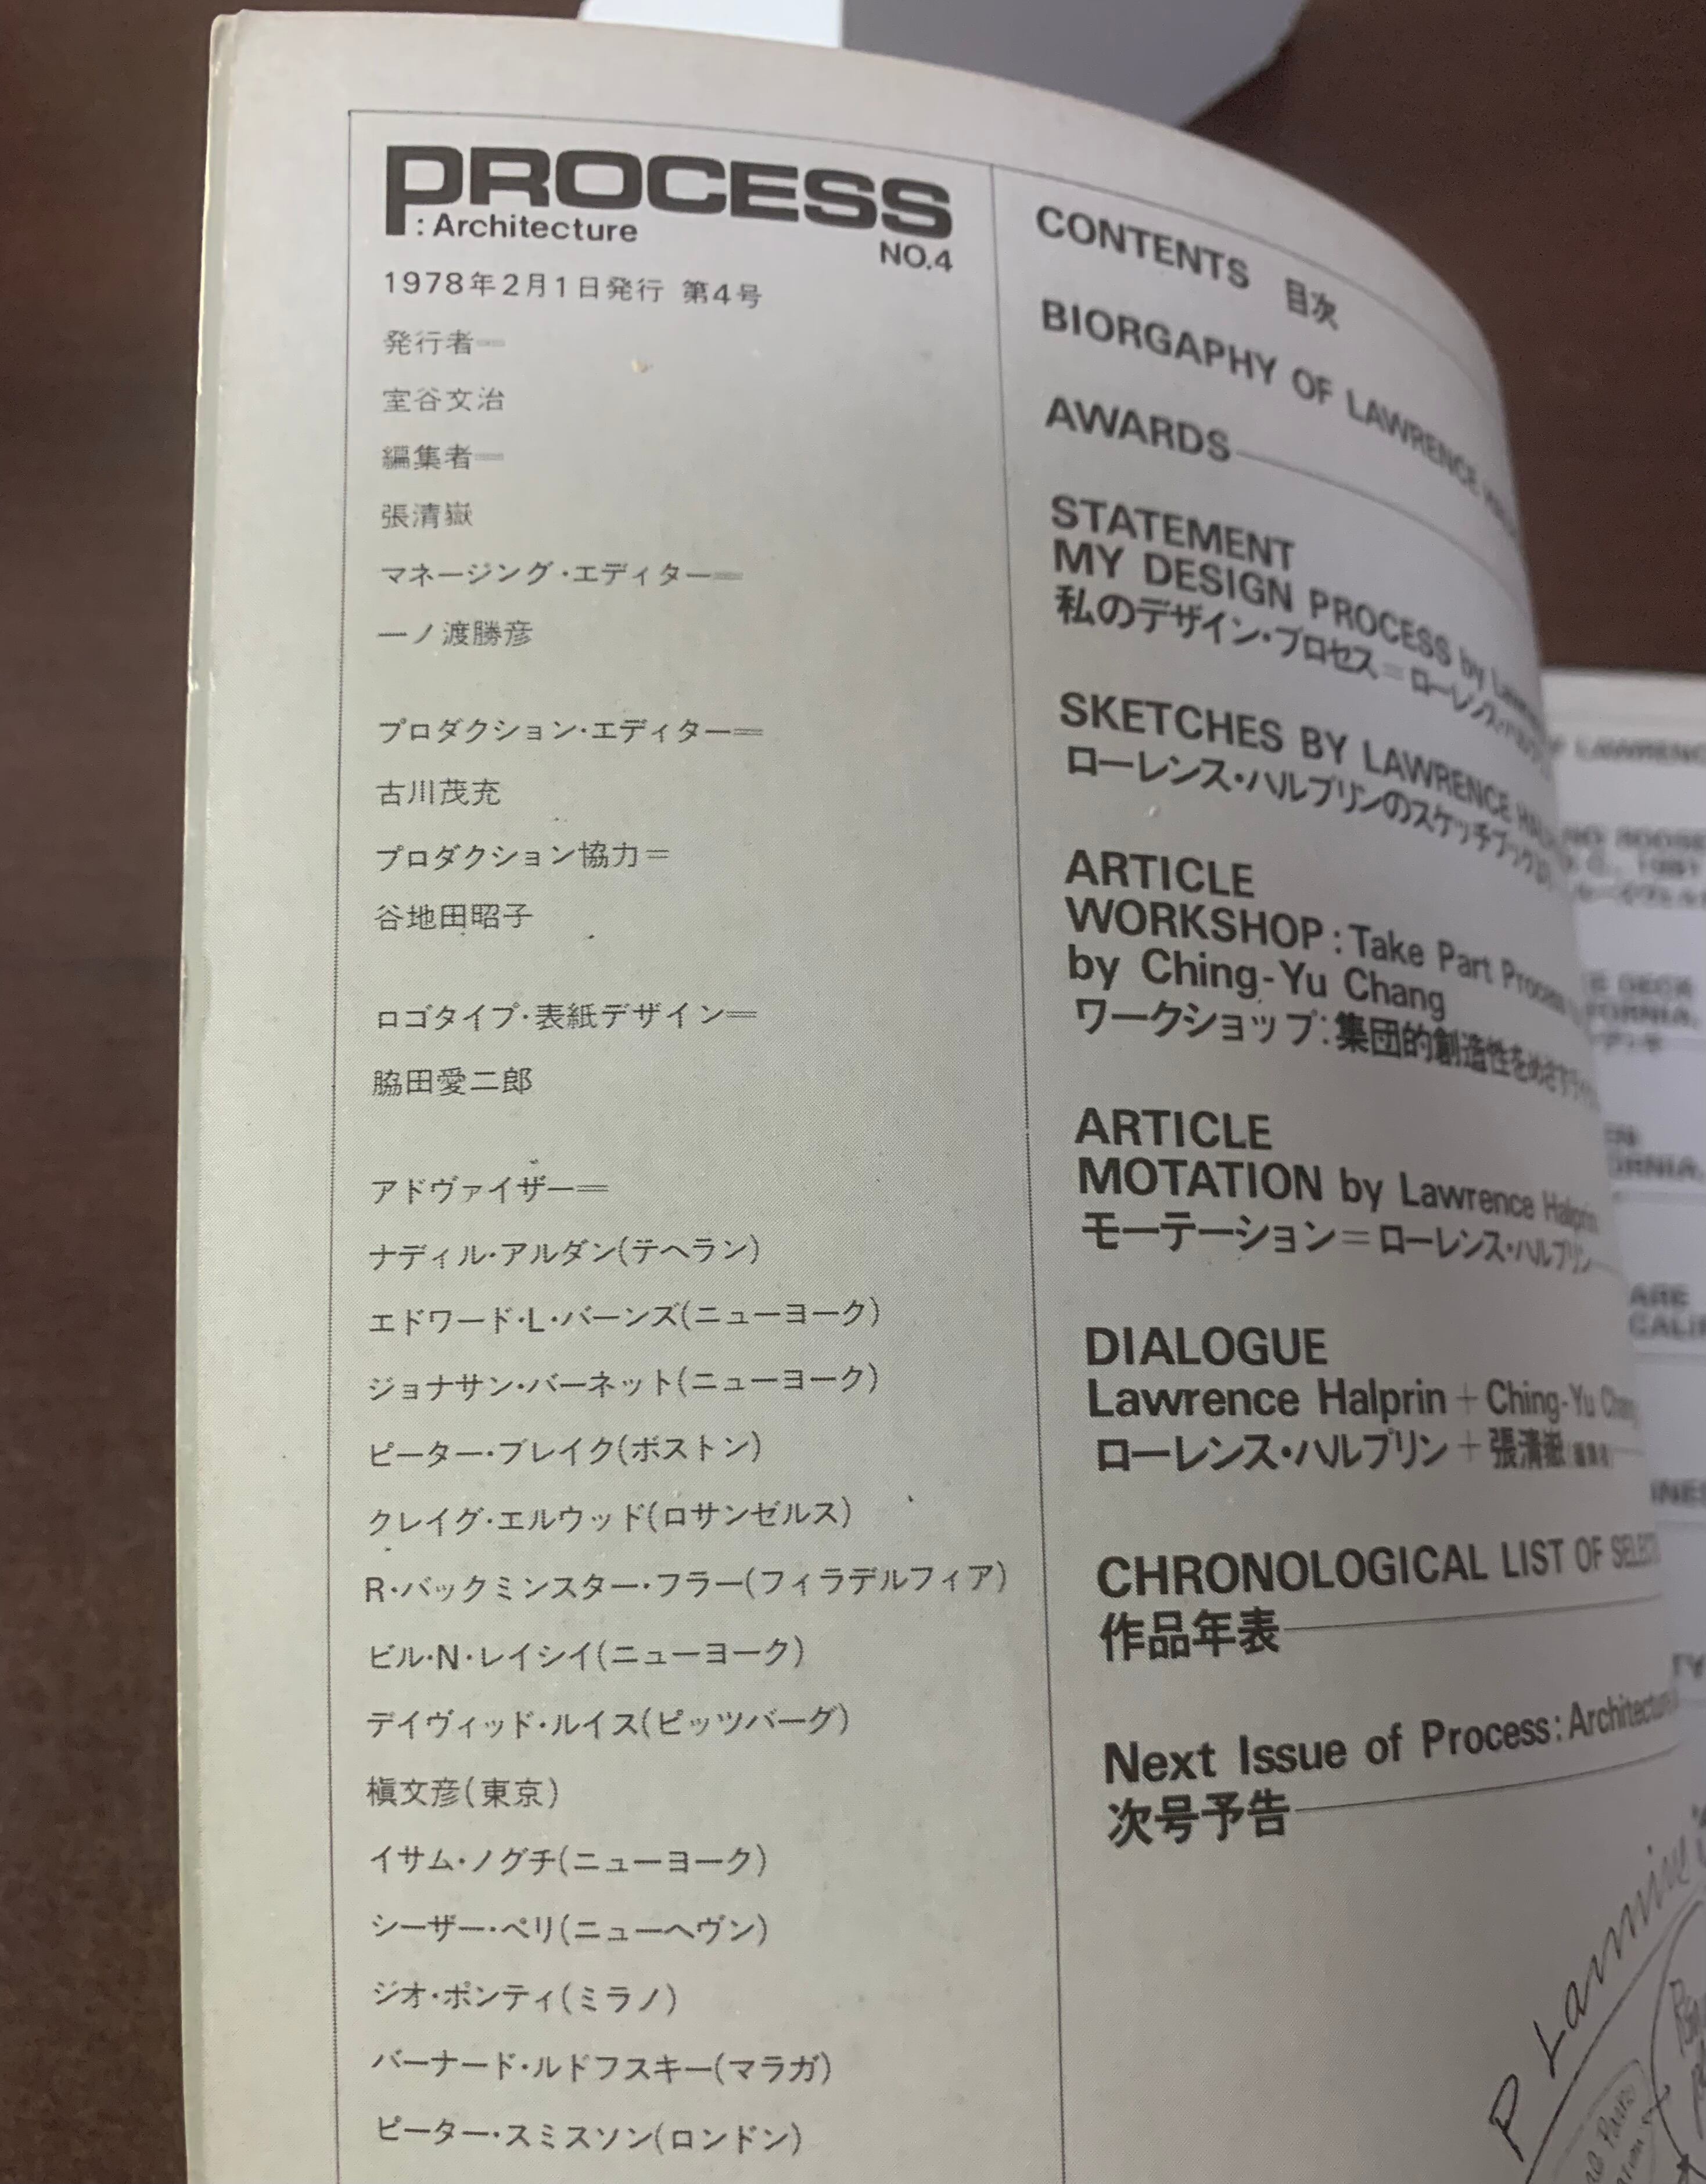 PROCESS
: Architecture
NO.4
1978年2月1日発行 第4号
発行者=
室谷文治
編集者=
張清嶽
マネージング・エディター=
一ノ渡勝彦
プロダクション・エディター=
古川茂充
プロダクション協力=
谷地田昭子
ロゴタイプ・表紙デザイン=
脇田愛二郎
アドヴァイザー=
ナディル・アルダン(テヘラン)
エドワード・L・バーンズ(ニューヨーク)
ジョナサン・バーネット(ニューヨーク)
ピーター・ブレイク(ボストン)
クレイグ・エルウッド(ロサンゼルス)
R・バックミンスター・フラー(フィラデルフィア)
ビル・N・レイシイ(ニューヨーク)
デイヴィッド・ルイス(ピッツバーグ)
槇文彦(東京)
イサム・ノグチ(ニューヨーク)
シーザー・ペリ(ニューヘヴン)
ジオ・ポンティ(ミラノ)
バーナード・ルドフスキー(マラガ)
ピーター・スミスソン(ロンドン)
CONTENTS 目次
BIORGAPHY OF LAWRENCE
AWARDS
STATEMENT
MY DESIGN PROCESS by
私のデザイン・プロセス=ローレンス・
SKETCHES BY LAWRENCE
ローレンス・ハルプリンのスケッチブック
ARTICLE
WORKSHOP : Take Part Process
by Ching-Yu Chang
ワークショップ:集団的創造性をめざす
ARTICLE
MOTATION by Lawrence Halprin
モーテーション=ローレンス・ハルプリン
DIALOGUE
Lawrence Halprin + Ching-Yu Chang
ローレンス・ハルプリン+張清嶽
CHRONOLOGICAL LIST OF
作品年表
Next Issue of Process: Architecture
次号予告